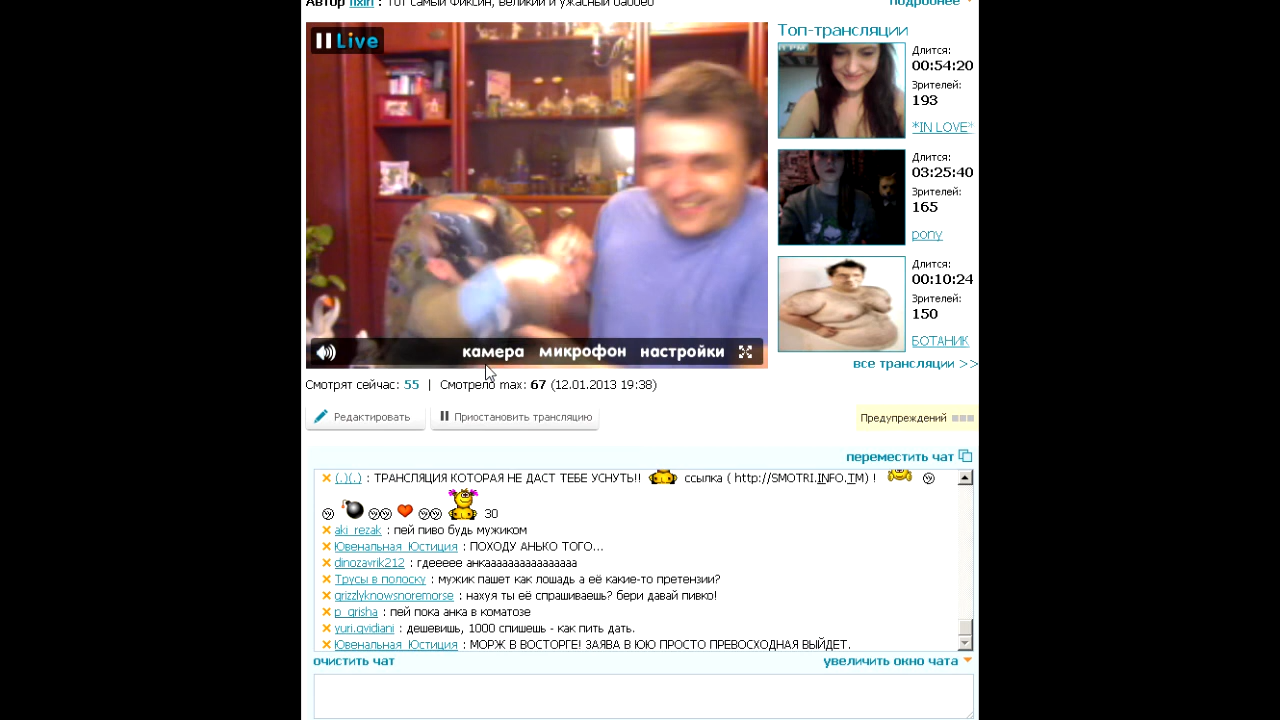 Автор fixin : тот самый Фиксин, великий и ужасный
подробнее
Live
камера микрофон настройки
Топ-трансляции
Длится:
00:54:20
Зрителей:
193
*IN LOVE*
Длится:
03:25:40
Зрителей:
165
pony
Длится:
00:10:24
Зрителей:
150
БОТАНИК
все трансляции >>
Смотрят сейчас: 55 | Смотрело max: 67 (12.01.2013 19:38)
Редактировать Приостановить трансляцию
Предупреждений
переместить чат
(.)(.) : ТРАНСЛЯЦИЯ КОТОРАЯ НЕ ДАСТ ТЕБЕ УСНУТЬ!! ссылка ( http://SMOTRI.INFO.TM) !
30
aki_rezak : пей пиво будь мужиком
Ювенальная_Юстиция : ПОХОДУ АНЬКО ТОГО...
dinozavrik212 : гдеееее анкааааааааааааааааа
Трусы в полоску : мужик пашет как лошадь а её какие-то претензии?
grizzlyknowsnoremorse : нахуя ты её спрашиваешь? бери давай пивко!
p_grisha : пей пока анка в коматозе
yuri.gvidiani : дешевишь, 1000 спишешь - как пить дать.
Ювенальная_Юстиция : МОРЖ В ВОСТОРГЕ! ЗАЯВА В ЮЮ ПРОСТО ПРЕВОСХОДНАЯ ВЫЙДЕТ.
очистить чат
увеличить окно чата